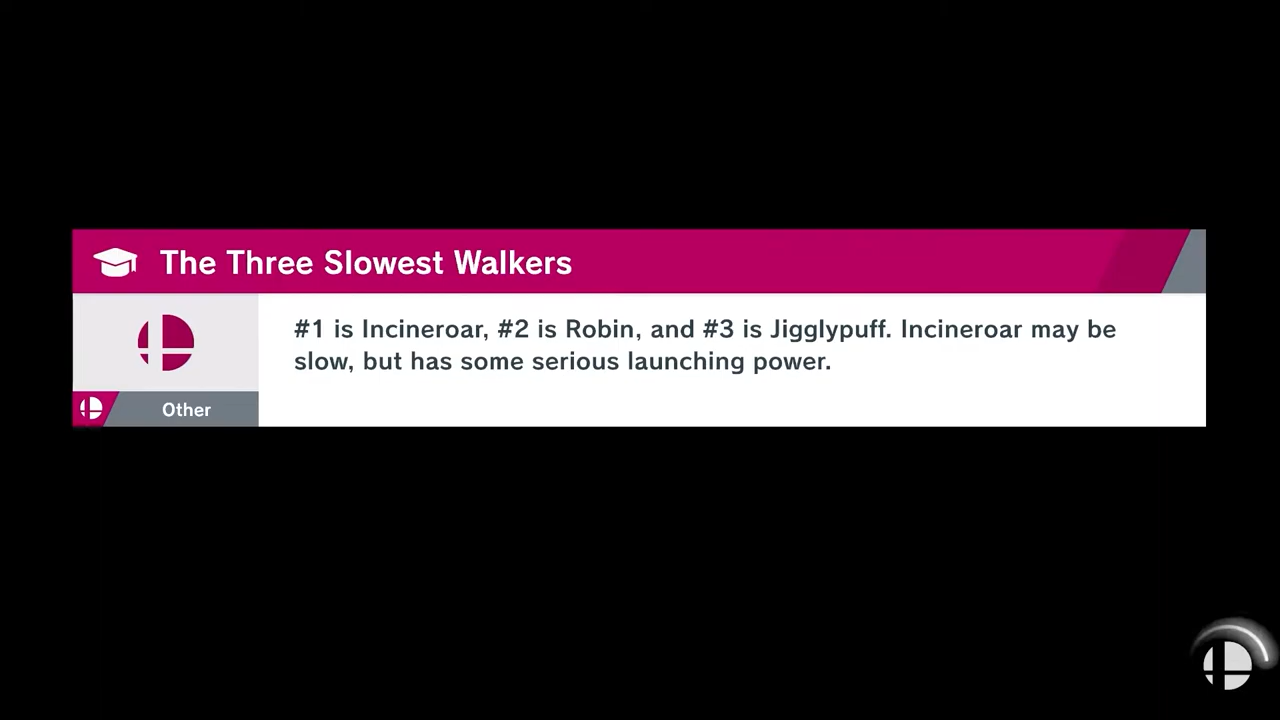 The Three Slowest Walkers
#1 is Incineroar, #2 is Robin, and #3 is Jigglypuff. Incineroar may be
slow, but has some serious launching power.
Other